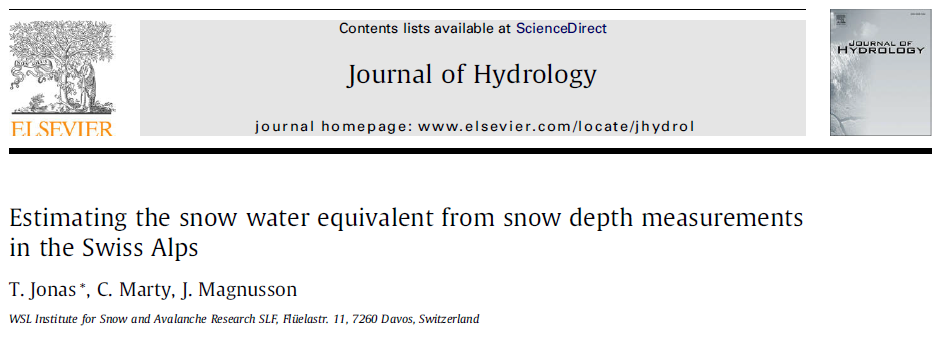 Contents lists available at ScienceDirect
Journal of Hydrology
journal homepage: www.elsevier.com/locate/jhydrol
ELSEVIER
JOURNAL OF
HYDROLOGY
Estimating the snow water equivalent from snow depth measurements
in the Swiss Alps
T. Jonas *, C. Marty, J. Magnusson
WSL Institute for Snow and Avalanche Research SLF, Flüelastr. 11, 7260 Davos, Switzerland